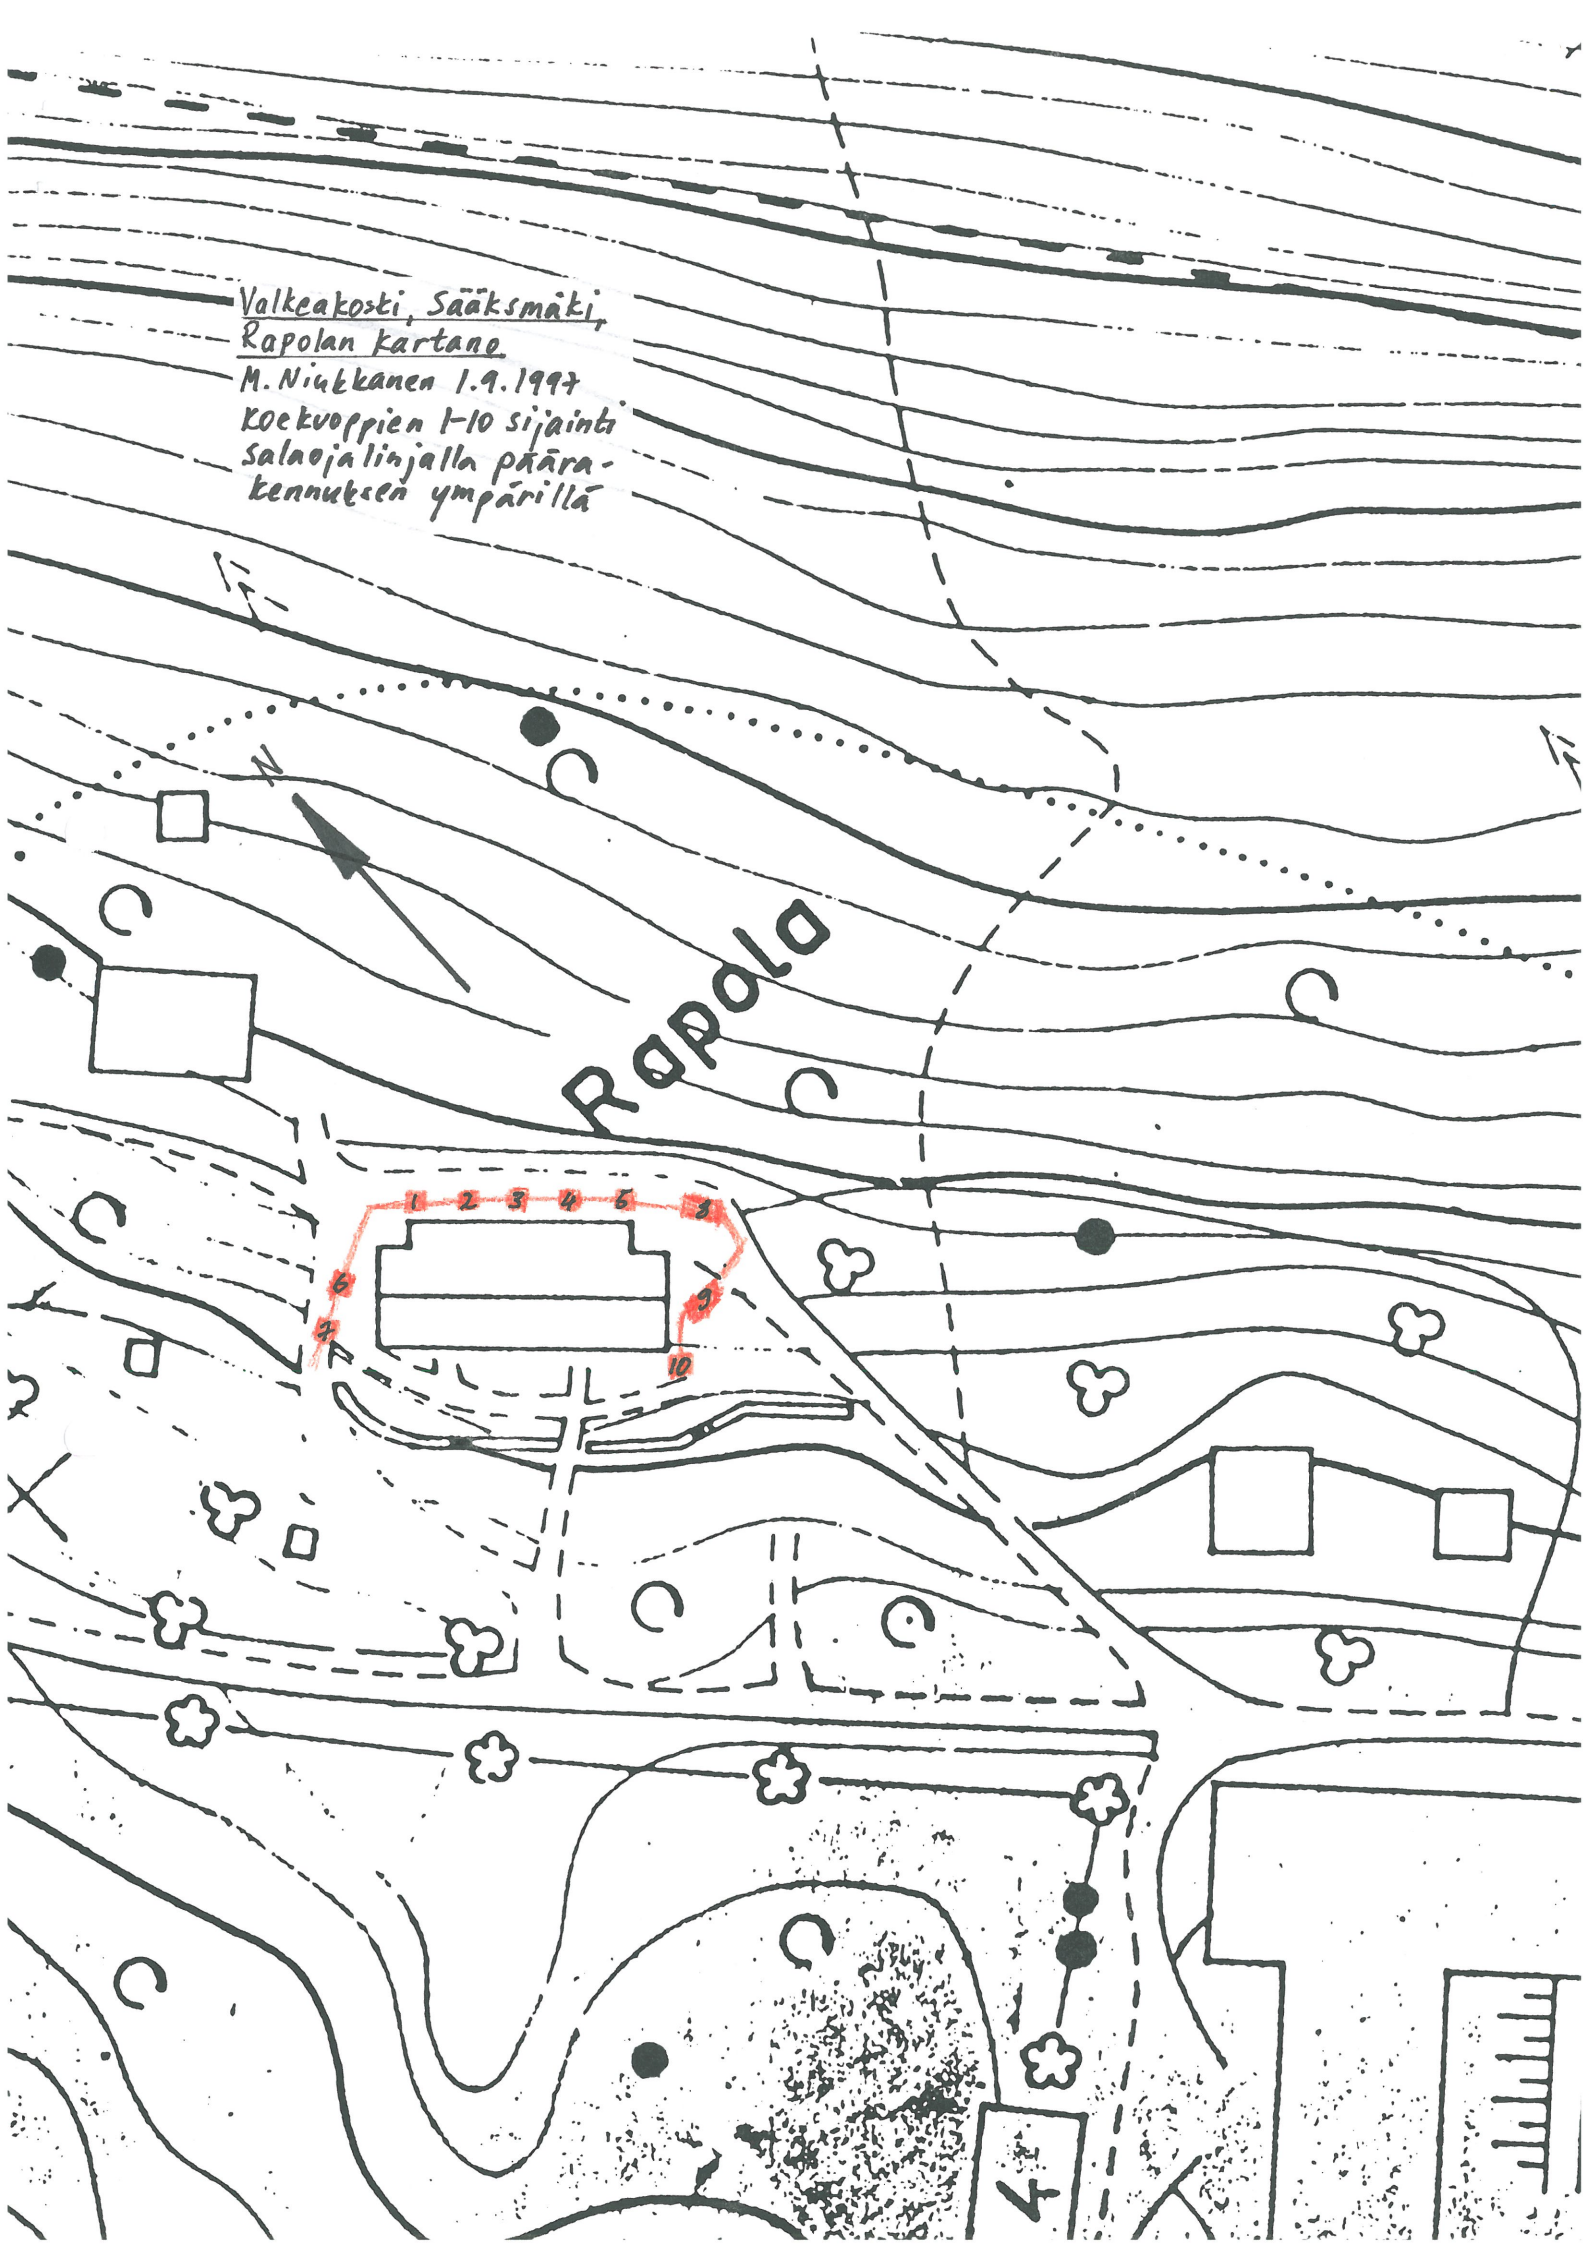 Valkeakoski, Sääksmäki,
Rapolan kartano
M. Niukkanen 1.9.1997
koekuoppien 1-10 sijainti
salaojalinjalla päära-
kennuksen ympärillä
N
Rapola
1 2 3 4 5 8
6
9
7
10
4